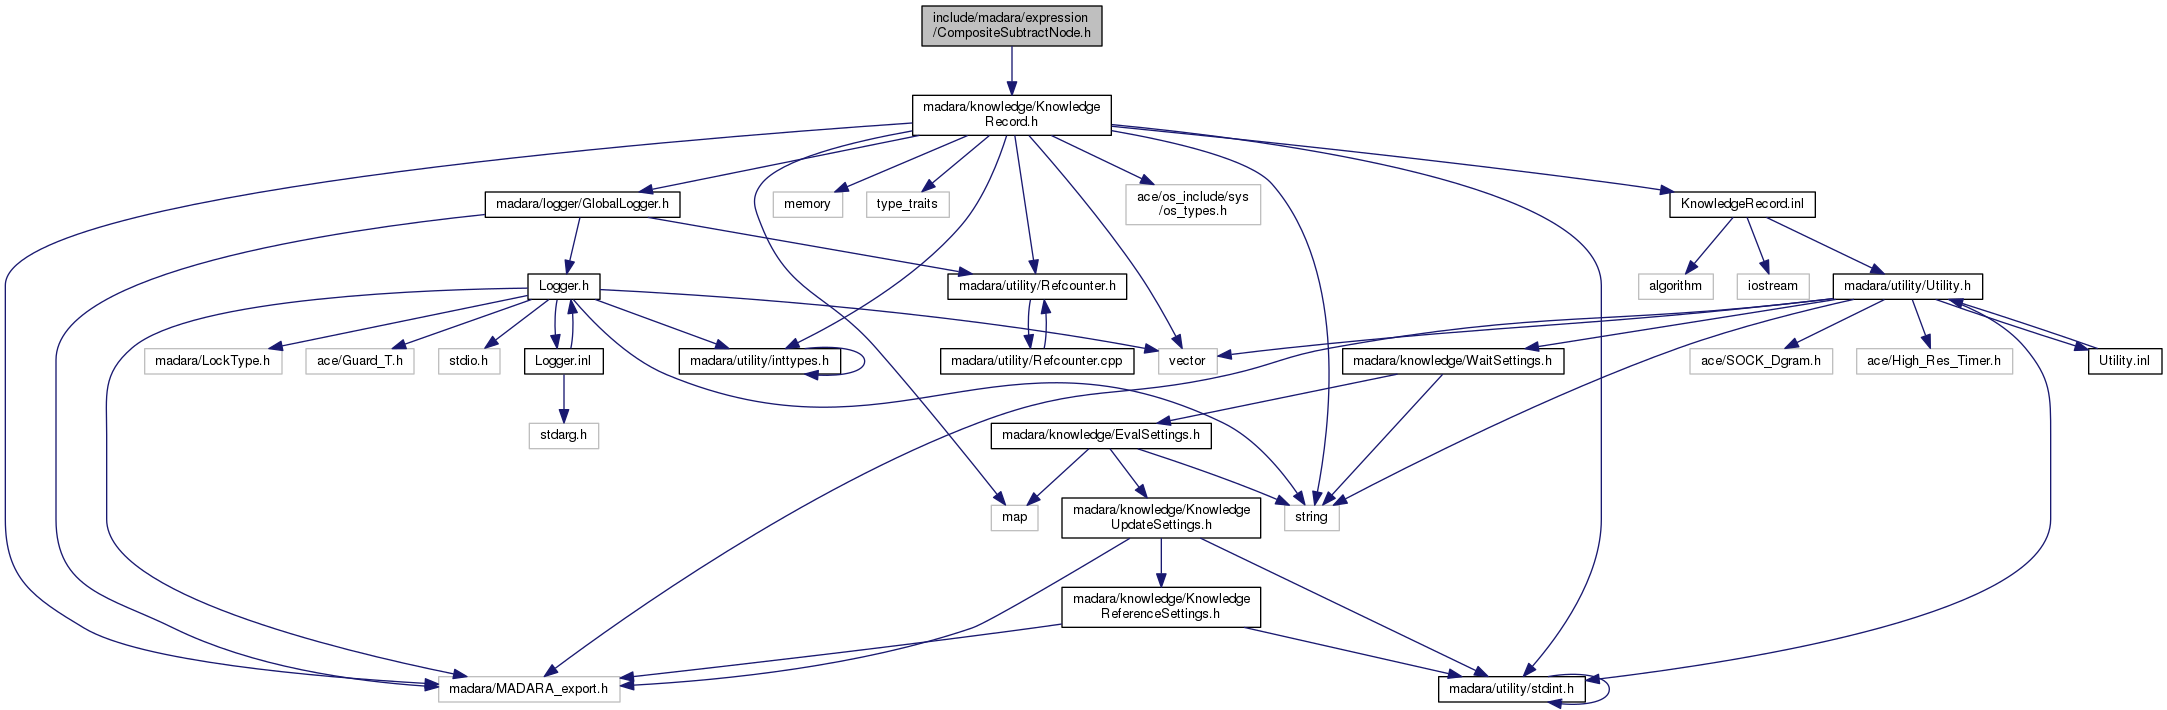 include/madara/expression
/CompositeSubtractNode.h
madara/knowledge/Knowledge
Record.h
madara/logger/GlobalLogger.h
memory
type_traits
ace/os_include/sys
/os_types.h
KnowledgeRecord.inl
Logger.h
madara/utility/Refcounter.h
algorithm
iostream
madara/utility/Utility.h
madara/LockType.h
ace/Guard_T.h
stdio.h
Logger.inl
madara/utility/inttypes.h
madara/utility/Refcounter.cpp
vector
madara/knowledge/WaitSettings.h
ace/SOCK_Dgram.h
ace/High_Res_Timer.h
Utility.inl
stdarg.h
madara/knowledge/EvalSettings.h
map
madara/knowledge/Knowledge
UpdateSettings.h
string
madara/knowledge/Knowledge
ReferenceSettings.h
madara/MADARA_export.h
madara/utility/stdint.h